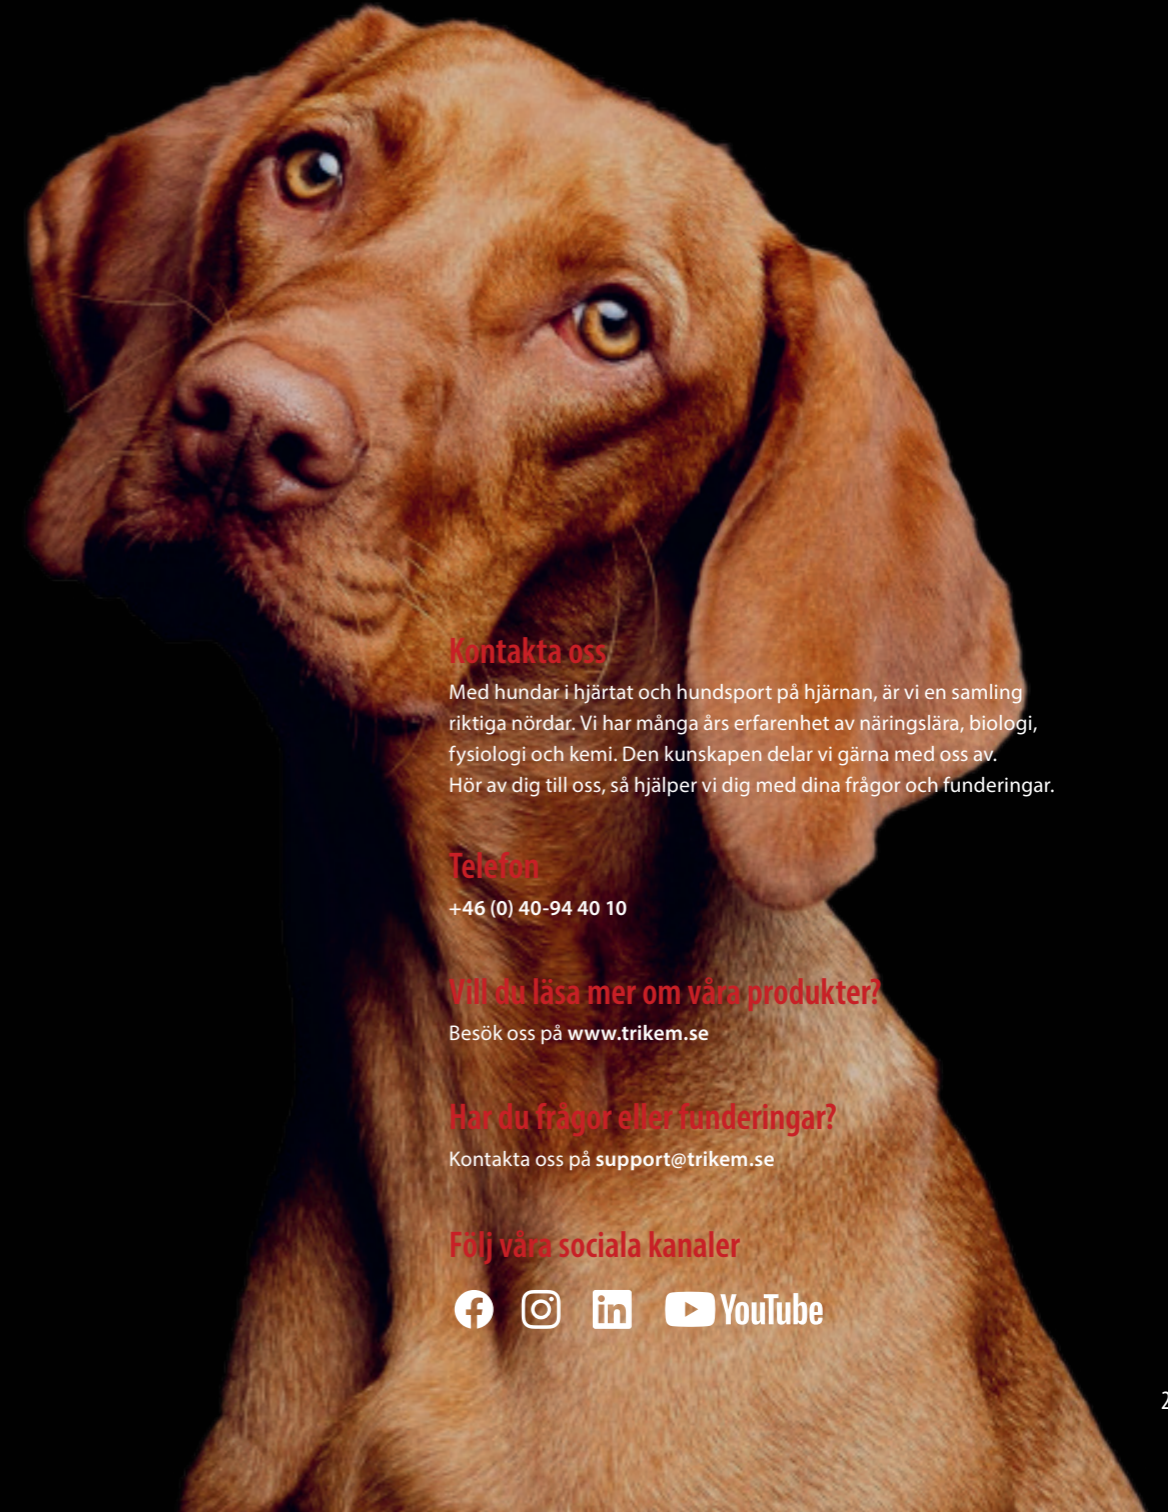 Kontakta oss
Med hundar i hjärtat och hundsport på hjärnan, är vi en samling
riktiga nördar. Vi har många års erfarenhet av näringslära, biologi,
fysiologi och kemi. Den kunskapen delar vi gärna med oss av.
Hör av dig till oss, så hjälper vi dig med dina frågor och funderingar.
Telefon
+46 (0) 40-94 40 10
Vill du läsa mer om våra produkter?
Besök oss på www.trikem.se
Har du frågor eller funderingar?
Kontakta oss på support@trikem.se
Följ våra sociala kanaler
in YouTube